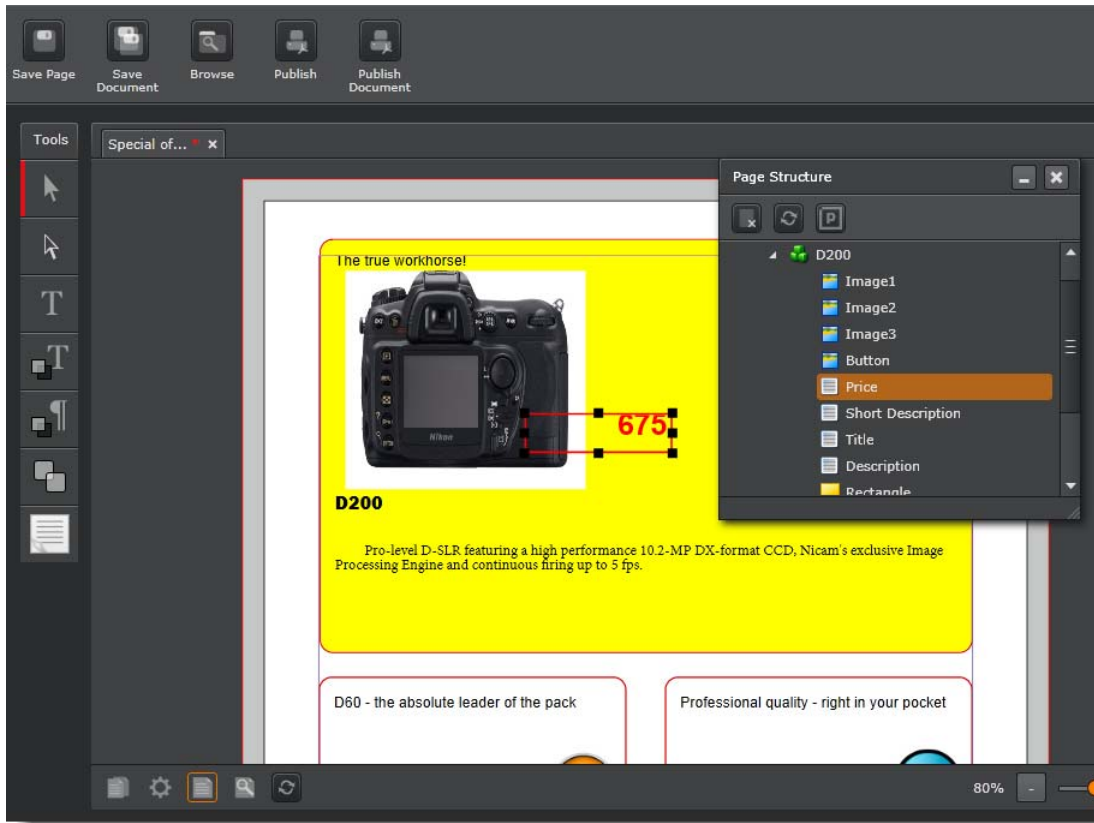 Save Page
Save
Document
Browse
Publish
Publish
Document
Tools
Special of... *
Page Structure
P
D200
Image1
Image2
Image3
Button
Price
Short Description
Title
Description
Rectangle
T
T
¶
The true workhorse!
Nikon
675
D200
Pro-level D-SLR featuring a high performance 10.2-MP DX-format CCD, Nicam's exclusive Image
Processing Engine and continuous firing up to 5 fps.
D60 - the absolute leader of the pack
Professional quality - right in your pocket
80%